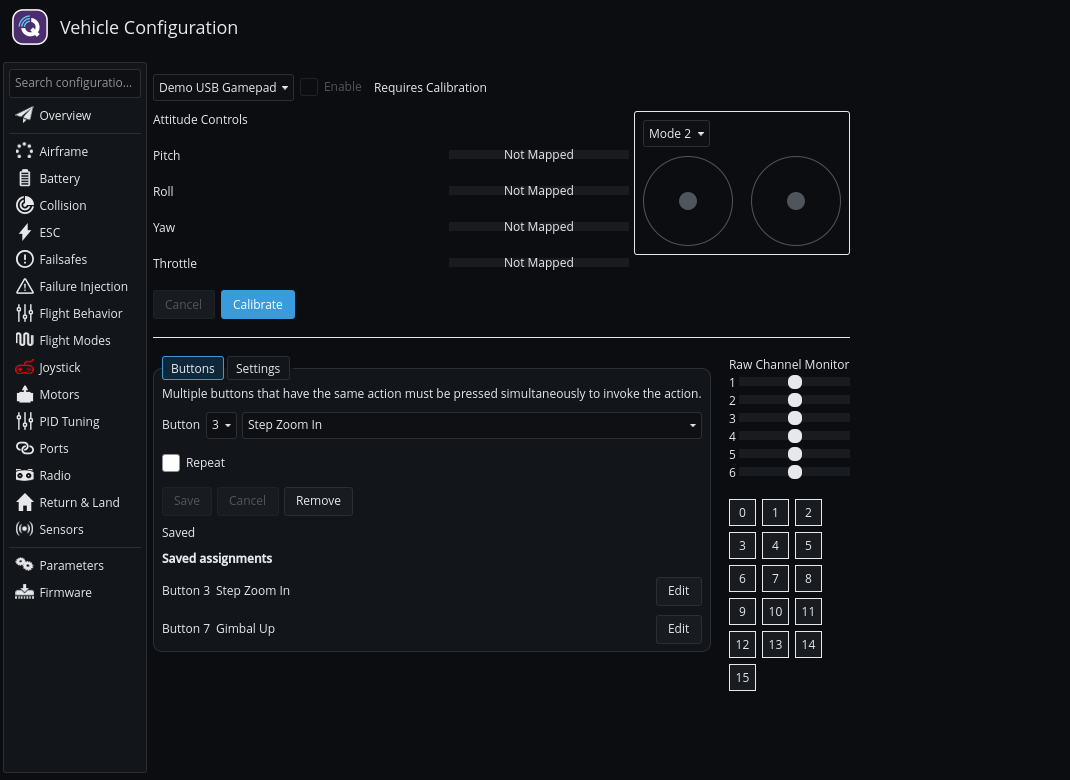 Vehicle Configuration
Search configuratio...
Overview
Airframe
Battery
Collision
ESC
Failsafes
Failure Injection
Flight Behavior
Flight Modes
Joystick
Motors
PID Tuning
Ports
Radio
Return & Land
Sensors
Parameters
Firmware
Demo USB Gamepad Enable Requires Calibration
Attitude Controls
Pitch Not Mapped
Roll Not Mapped
Yaw Not Mapped
Throttle Not Mapped
Mode 2
Cancel Calibrate
Buttons Settings
Multiple buttons that have the same action must be pressed simultaneously to invoke the action.
Button 3 Step Zoom In
Repeat
Save Cancel Remove
Saved
Saved assignments
Button 3 Step Zoom In Edit
Button 7 Gimbal Up Edit
Raw Channel Monitor
1
2
3
4
5
6
0 1 2
3 4 5
6 7 8
9 10 11
12 13 14
15